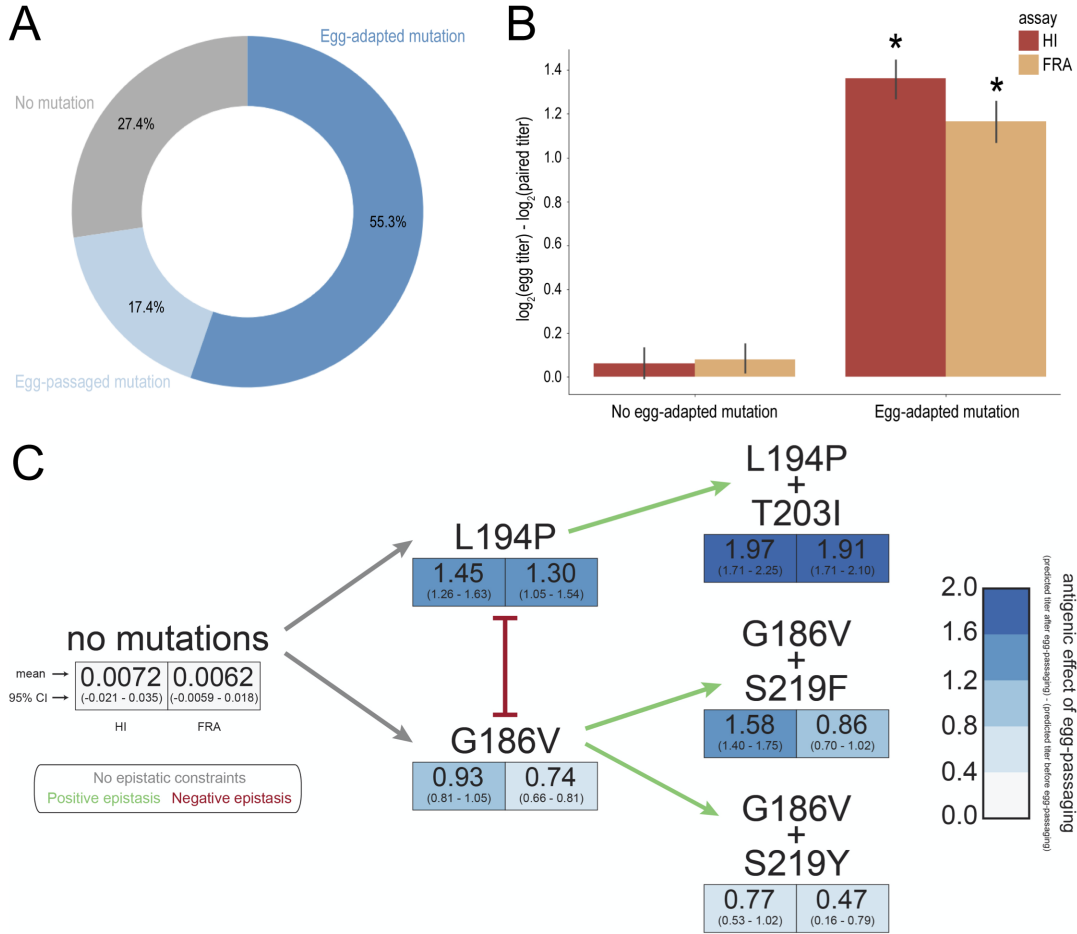 A
Egg-adapted mutation
No mutation
27.4%
55.3%
17.4%
Egg-passaged mutation
B
assay
HI
FRA
*
*
log2(egg titer) - log2(paired titer)
1.4
1.2
1.0
0.8
0.6
0.4
0.2
0.0
No egg-adapted mutation
Egg-adapted mutation
C
no mutations
mean
0.0072
0.0062
95% CI
(-0.021 - 0.035)
(-0.0059 - 0.018)
HI
FRA
No epistatic constraints
Positive epistasis
Negative epistasis
L194P
1.45
1.30
(1.26 - 1.63)
(1.05 - 1.54)
G186V
0.93
0.74
(0.81 - 1.05)
(0.66 - 0.81)
L194P
+
T203I
1.97
1.91
(1.71 - 2.25)
(1.71 - 2.10)
G186V
+
S219F
1.58
0.86
(1.40 - 1.75)
(0.70 - 1.02)
G186V
+
S219Y
0.77
0.47
(0.53 - 1.02)
(0.16 - 0.79)
2.0
1.6
1.2
0.8
0.4
0.0
antigenic effect of egg-passaging
(predicted titer after egg-passaging) - (predicted titer before egg-passaging)